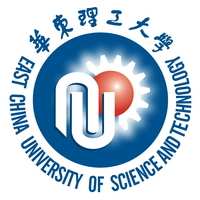 華東理工大學
EAST CHINA UNIVERSITY OF SCIENCE AND TECHNOLOGY